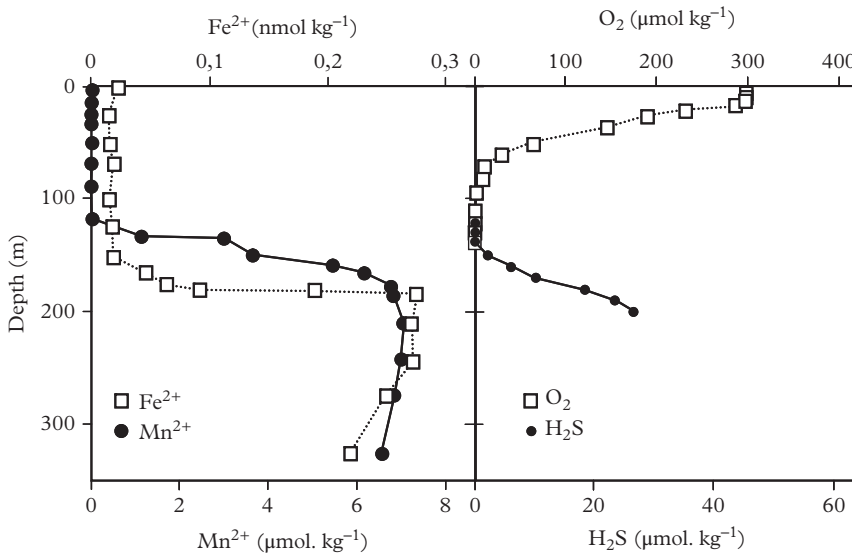 Fe²⁺(nmol kg⁻¹)
0 0,1 0,2 0,3
O₂ (µmol kg⁻¹)
0 100 200 300 400
Depth (m)
0
100
200
300
Fe²⁺
Mn²⁺
O₂
H₂S
0 2 4 6 8
Mn²⁺ (µmol. kg⁻¹)
0 20 40 60
H₂S (µmol. kg⁻¹)